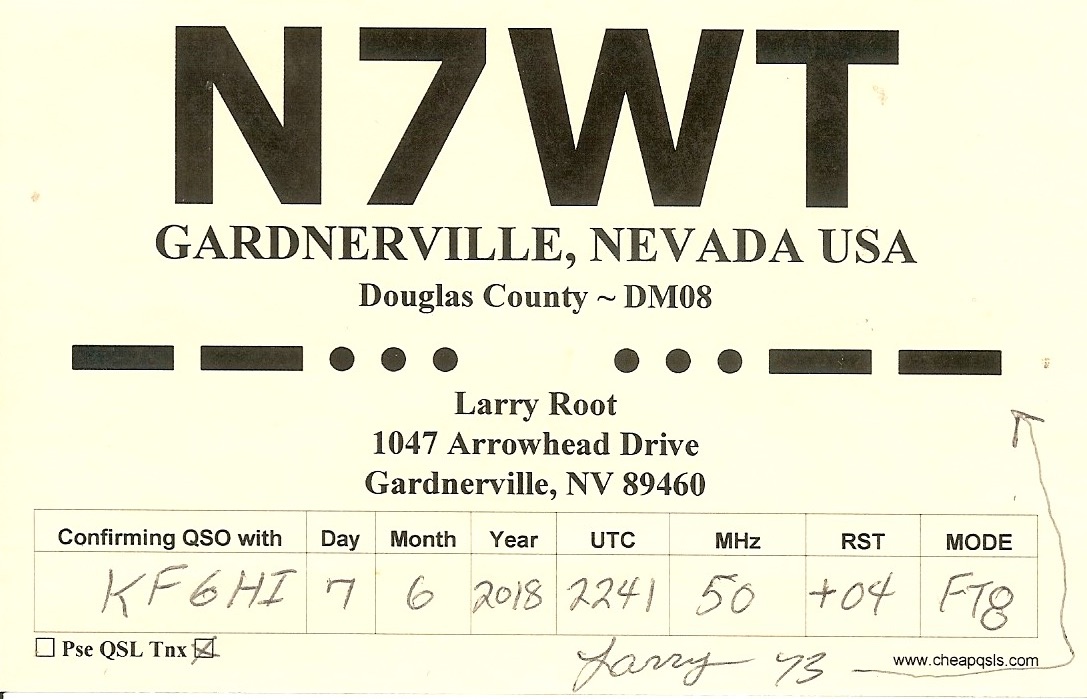 N7WT
GARDNERVILLE, NEVADA USA
Douglas County ~ DM08
Larry Root
1047 Arrowhead Drive
Gardnerville, NV 89460
Confirming QSO with Day Month Year UTC MHz RST MODE
KF6HI 7 6 2018 2241 50 +04 FT8
Pse QSL Tnx
Larry 73 www.cheapqsls.com